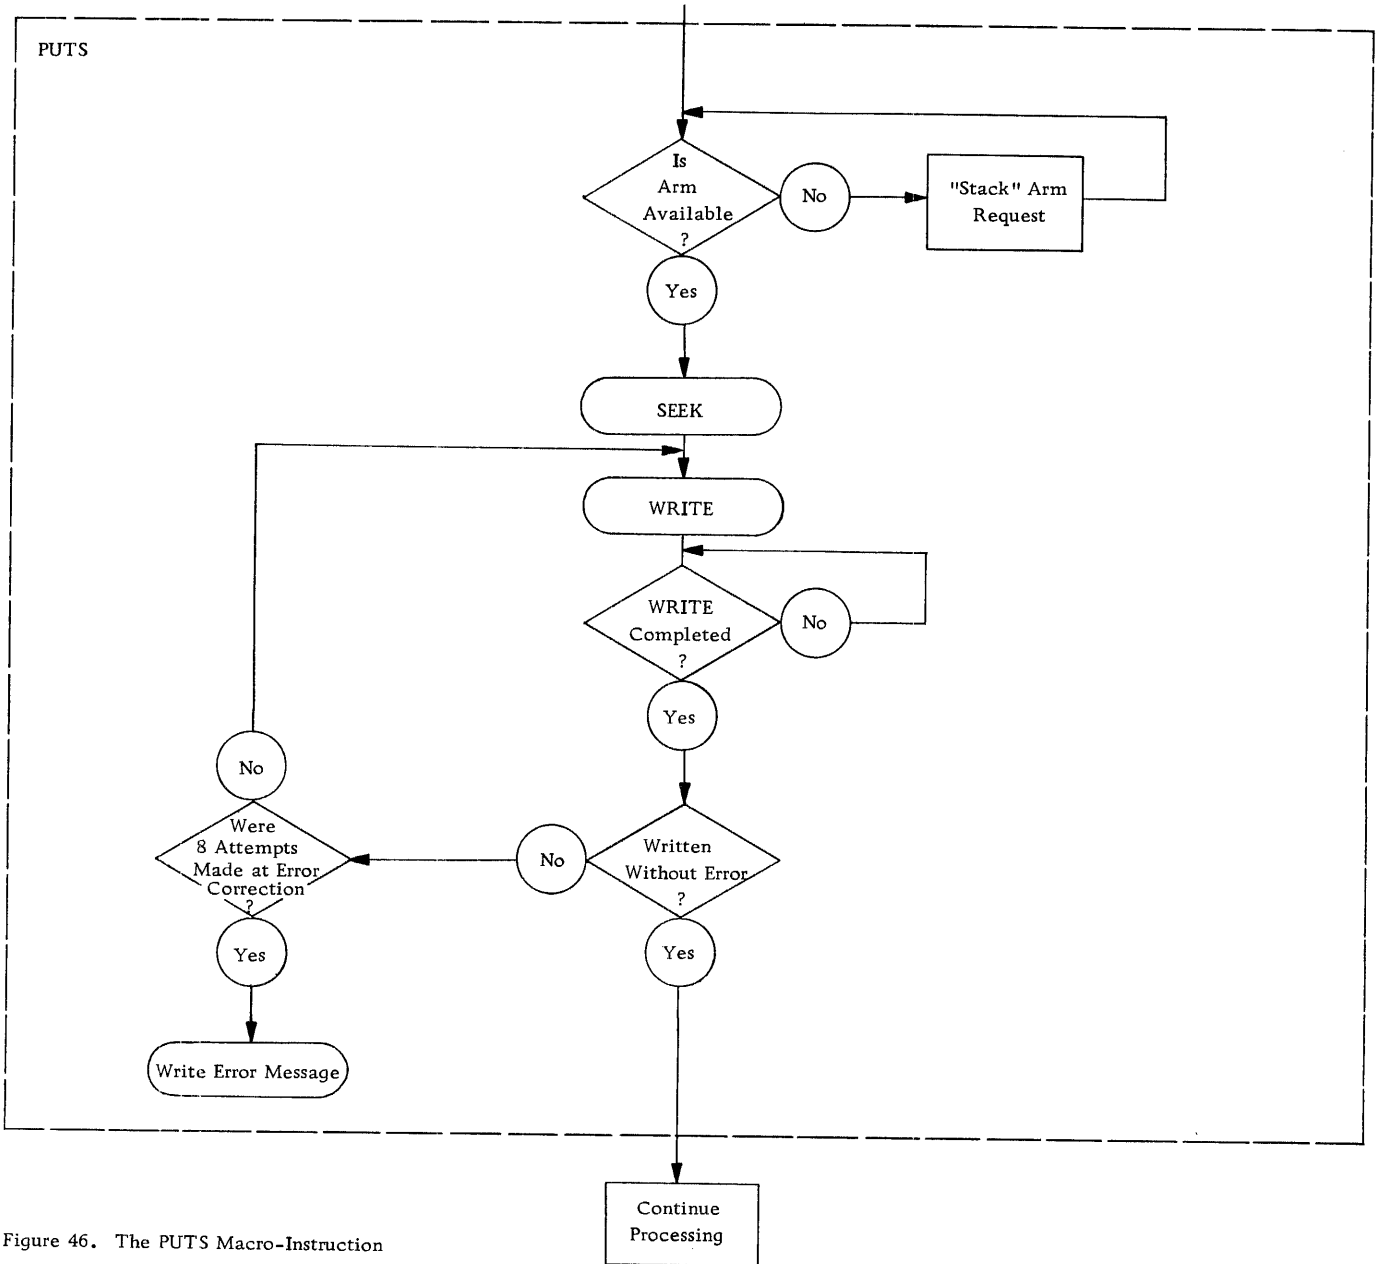 PUTS
Is
Arm
Available
?
No
"Stack" Arm
Request
Yes
SEEK
WRITE
WRITE
Completed
?
No
Yes
Written
Without Error
?
No
Were
8 Attempts
Made at Error
Correction
?
No
Yes
Write Error Message
Yes
Continue
Processing
Figure 46. The PUTS Macro-Instruction